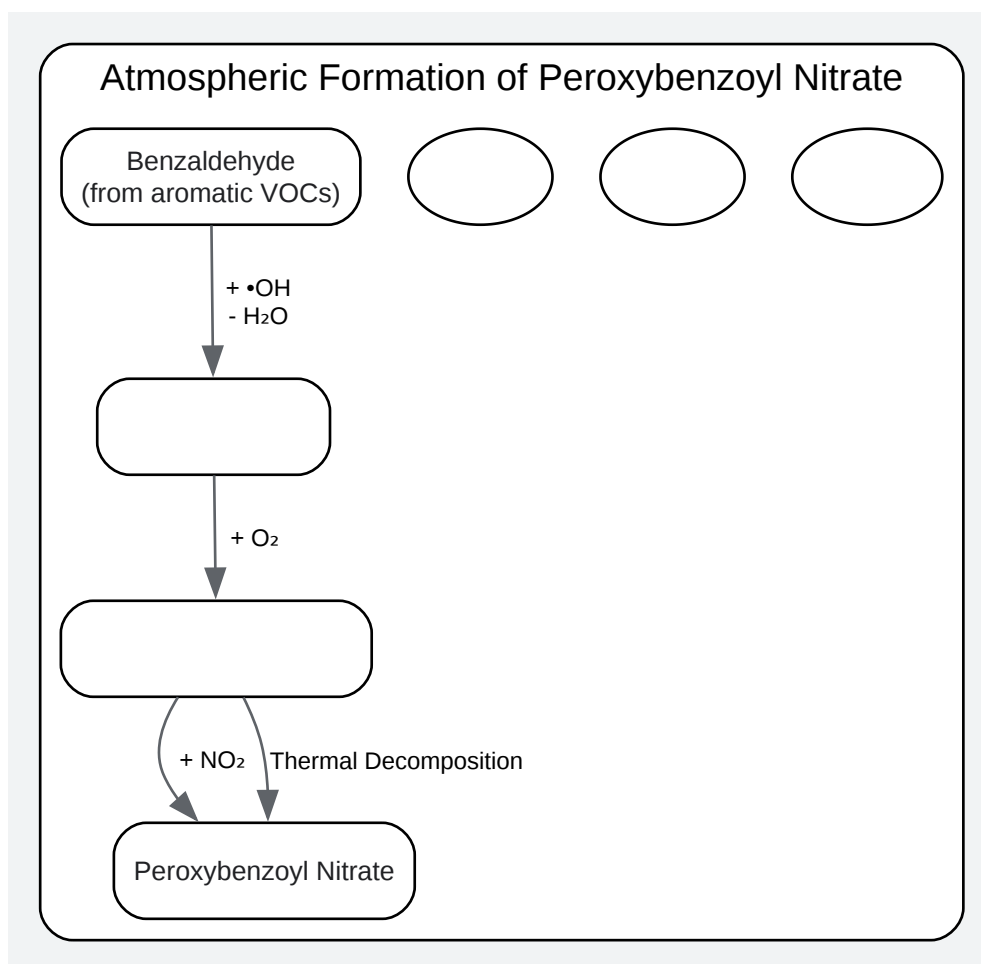 Atmospheric Formation of Peroxybenzoyl Nitrate
Benzaldehyde
(from aromatic VOCs)
+ •OH
- H₂O
+ O₂
+ NO₂
Thermal Decomposition
Peroxybenzoyl Nitrate